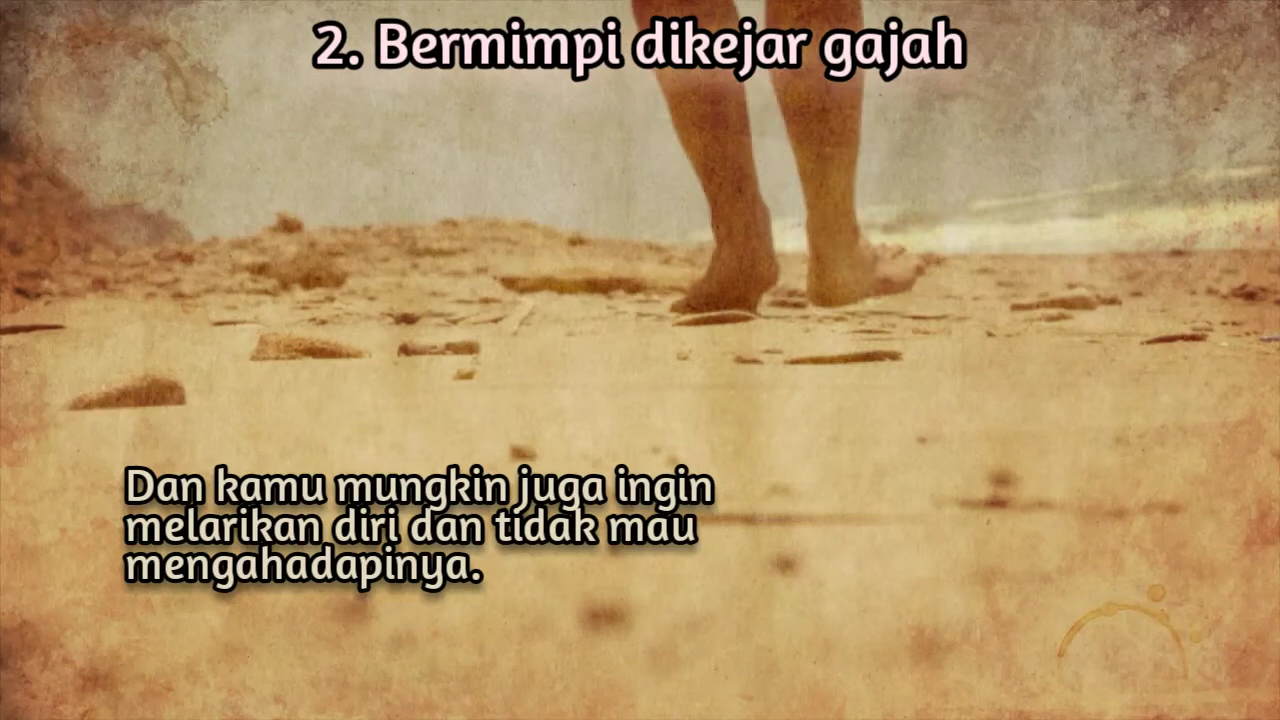 2. Bermimpi dikejar gajah
Dan kamu mungkin juga ingin
melarikan diri dan tidak mau
mengahadapinya.